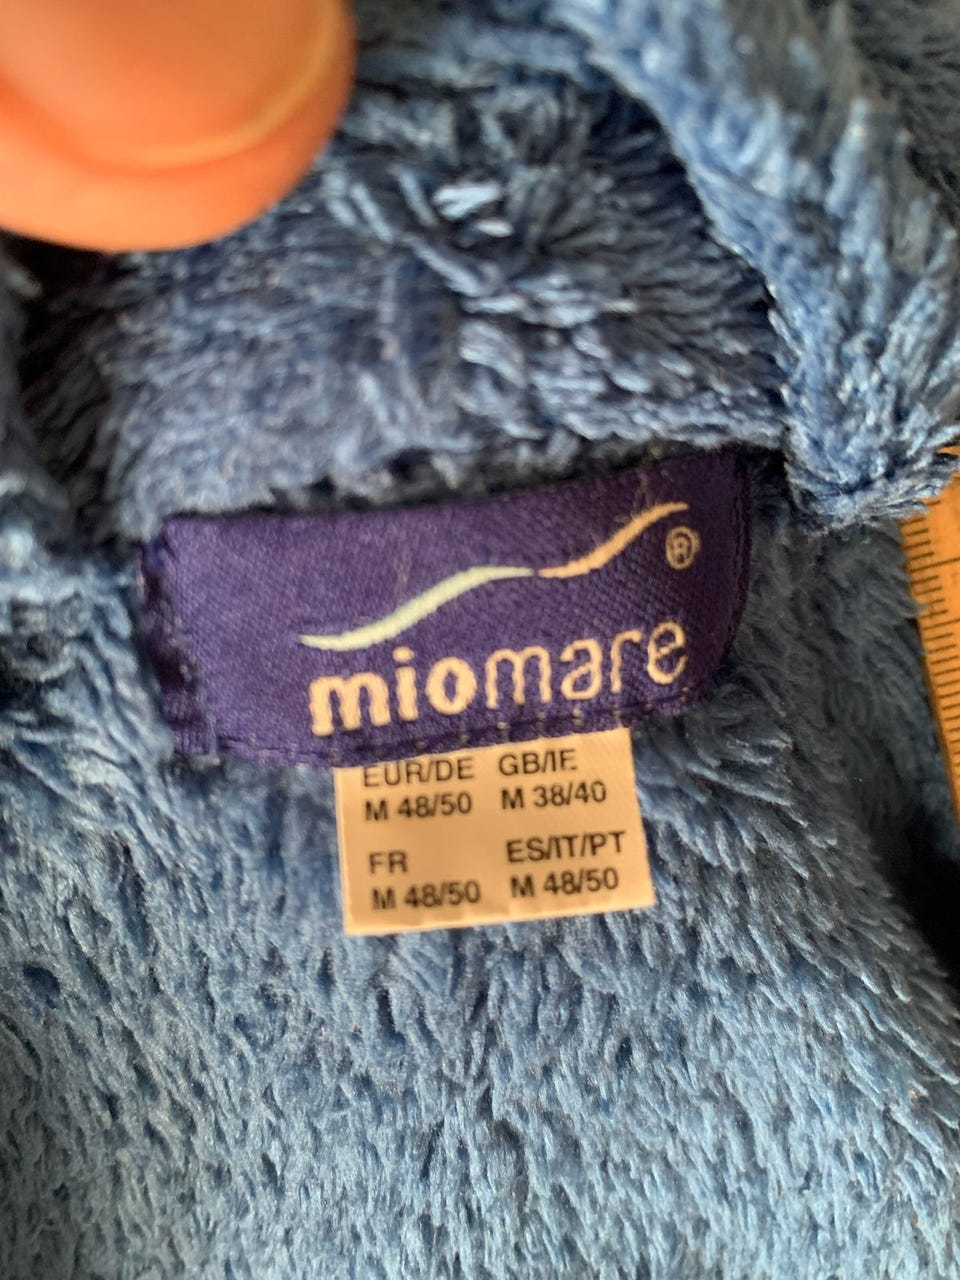 ®
miomare
EUR/DE GB/IE
M 48/50 M 38/40
FR ES/IT/PT
M 48/50 M 48/50